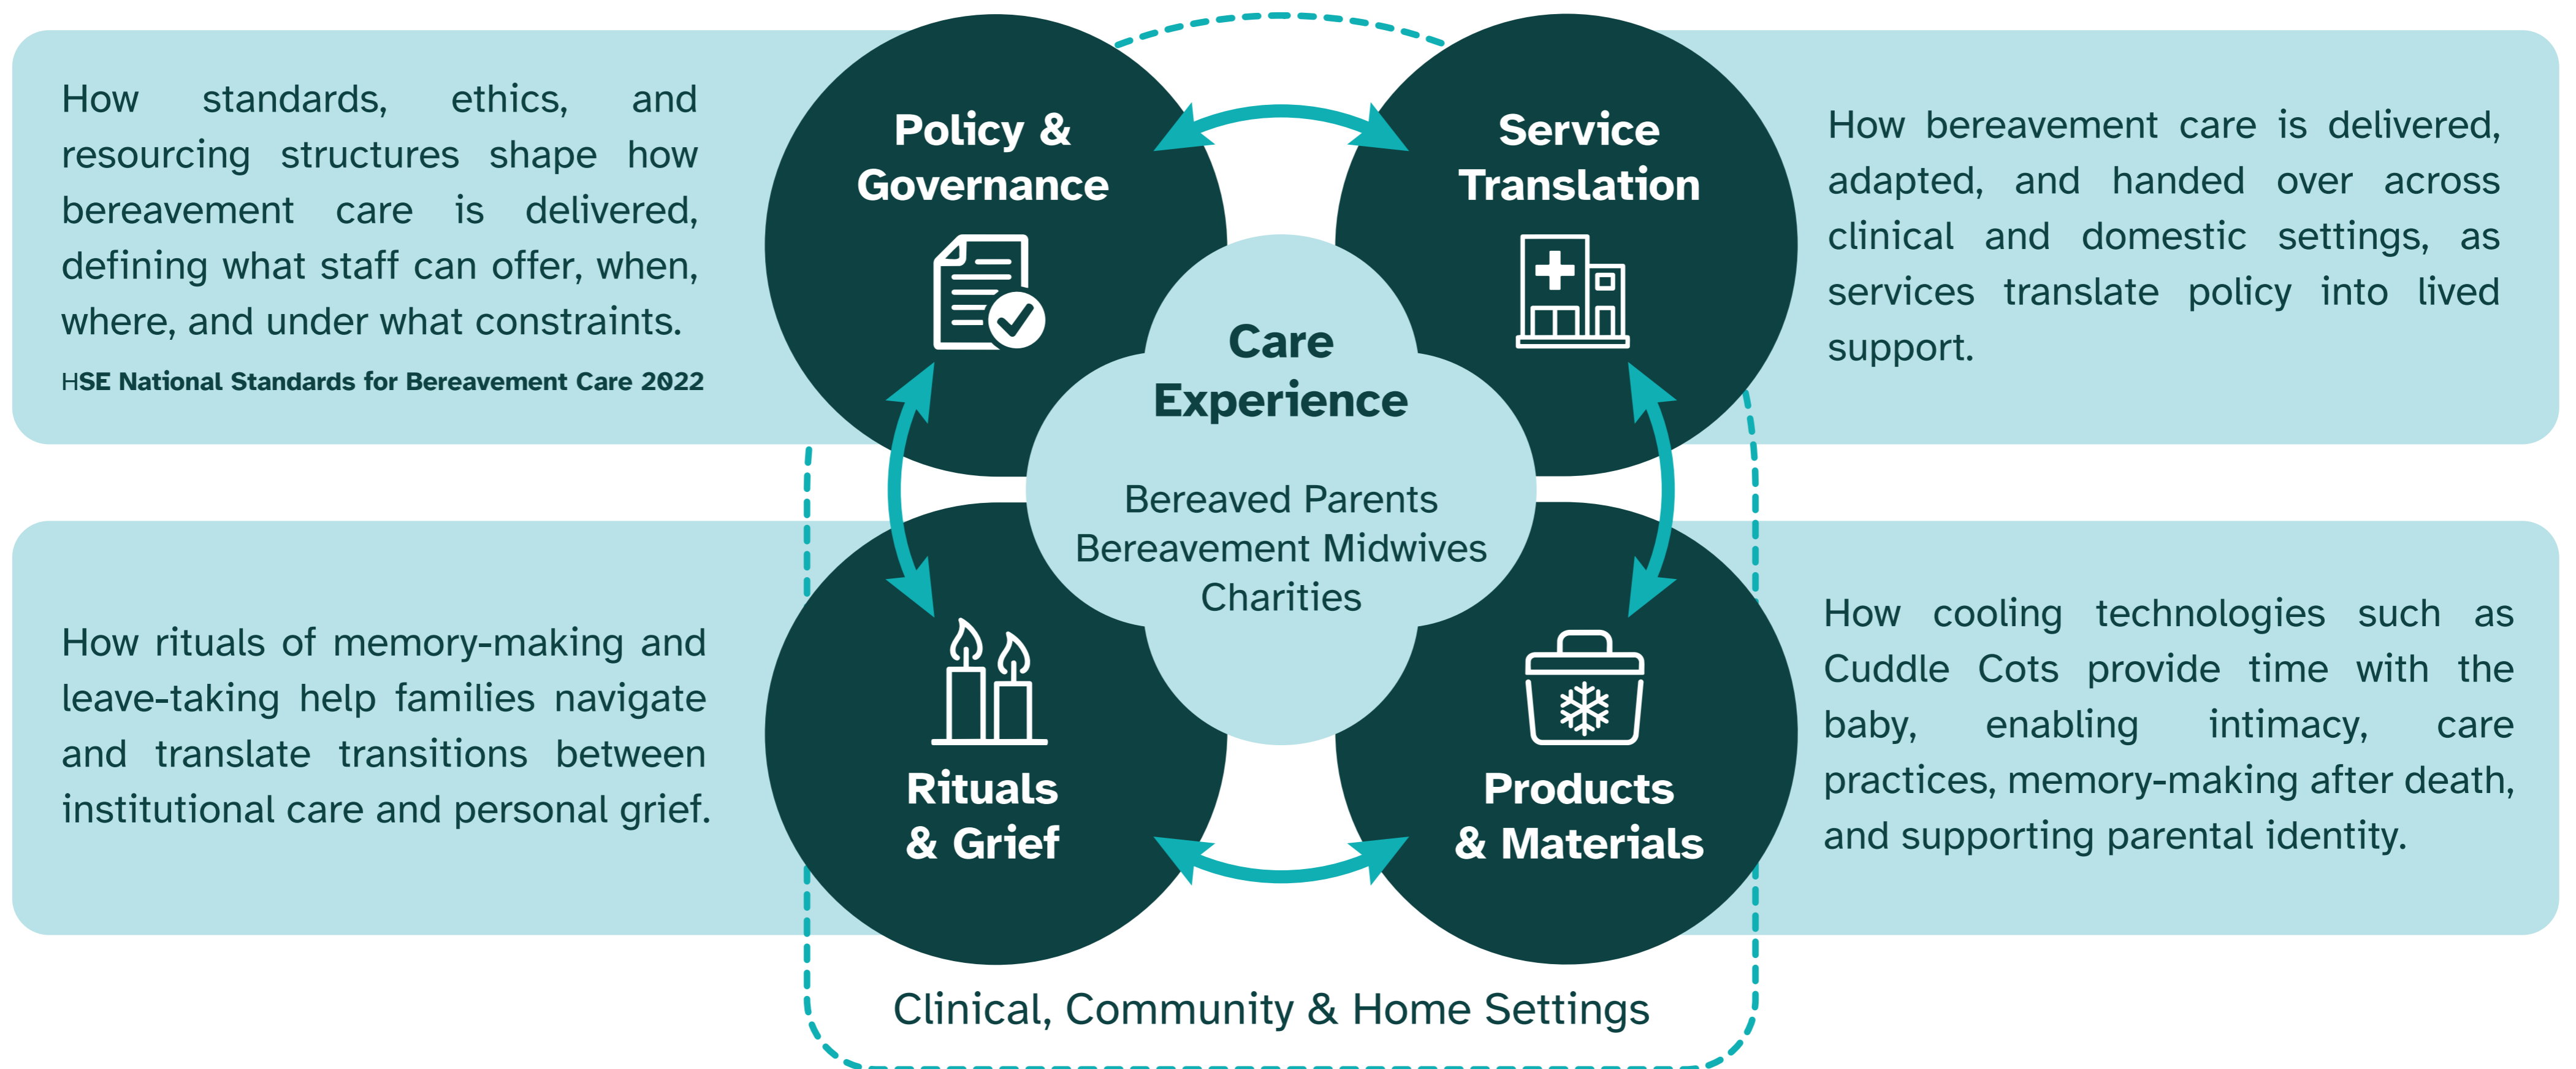 How standards, ethics, and
resourcing structures shape how
bereavement care is delivered,
defining what staff can offer, when,
where, and under what constraints.
HSE National Standards for Bereavement Care 2022
Policy &
Governance
Service
Translation
How bereavement care is delivered,
adapted, and handed over across
clinical and domestic settings, as
services translate policy into lived
support.
Care
Experience
Bereaved Parents
Bereavement Midwives
Charities
How rituals of memory-making and
leave-taking help families navigate
and translate transitions between
institutional care and personal grief.
Rituals
& Grief
Products
& Materials
How cooling technologies such as
Cuddle Cots provide time with the
baby, enabling intimacy, care
practices, memory-making after death,
and supporting parental identity.
Clinical, Community & Home Settings